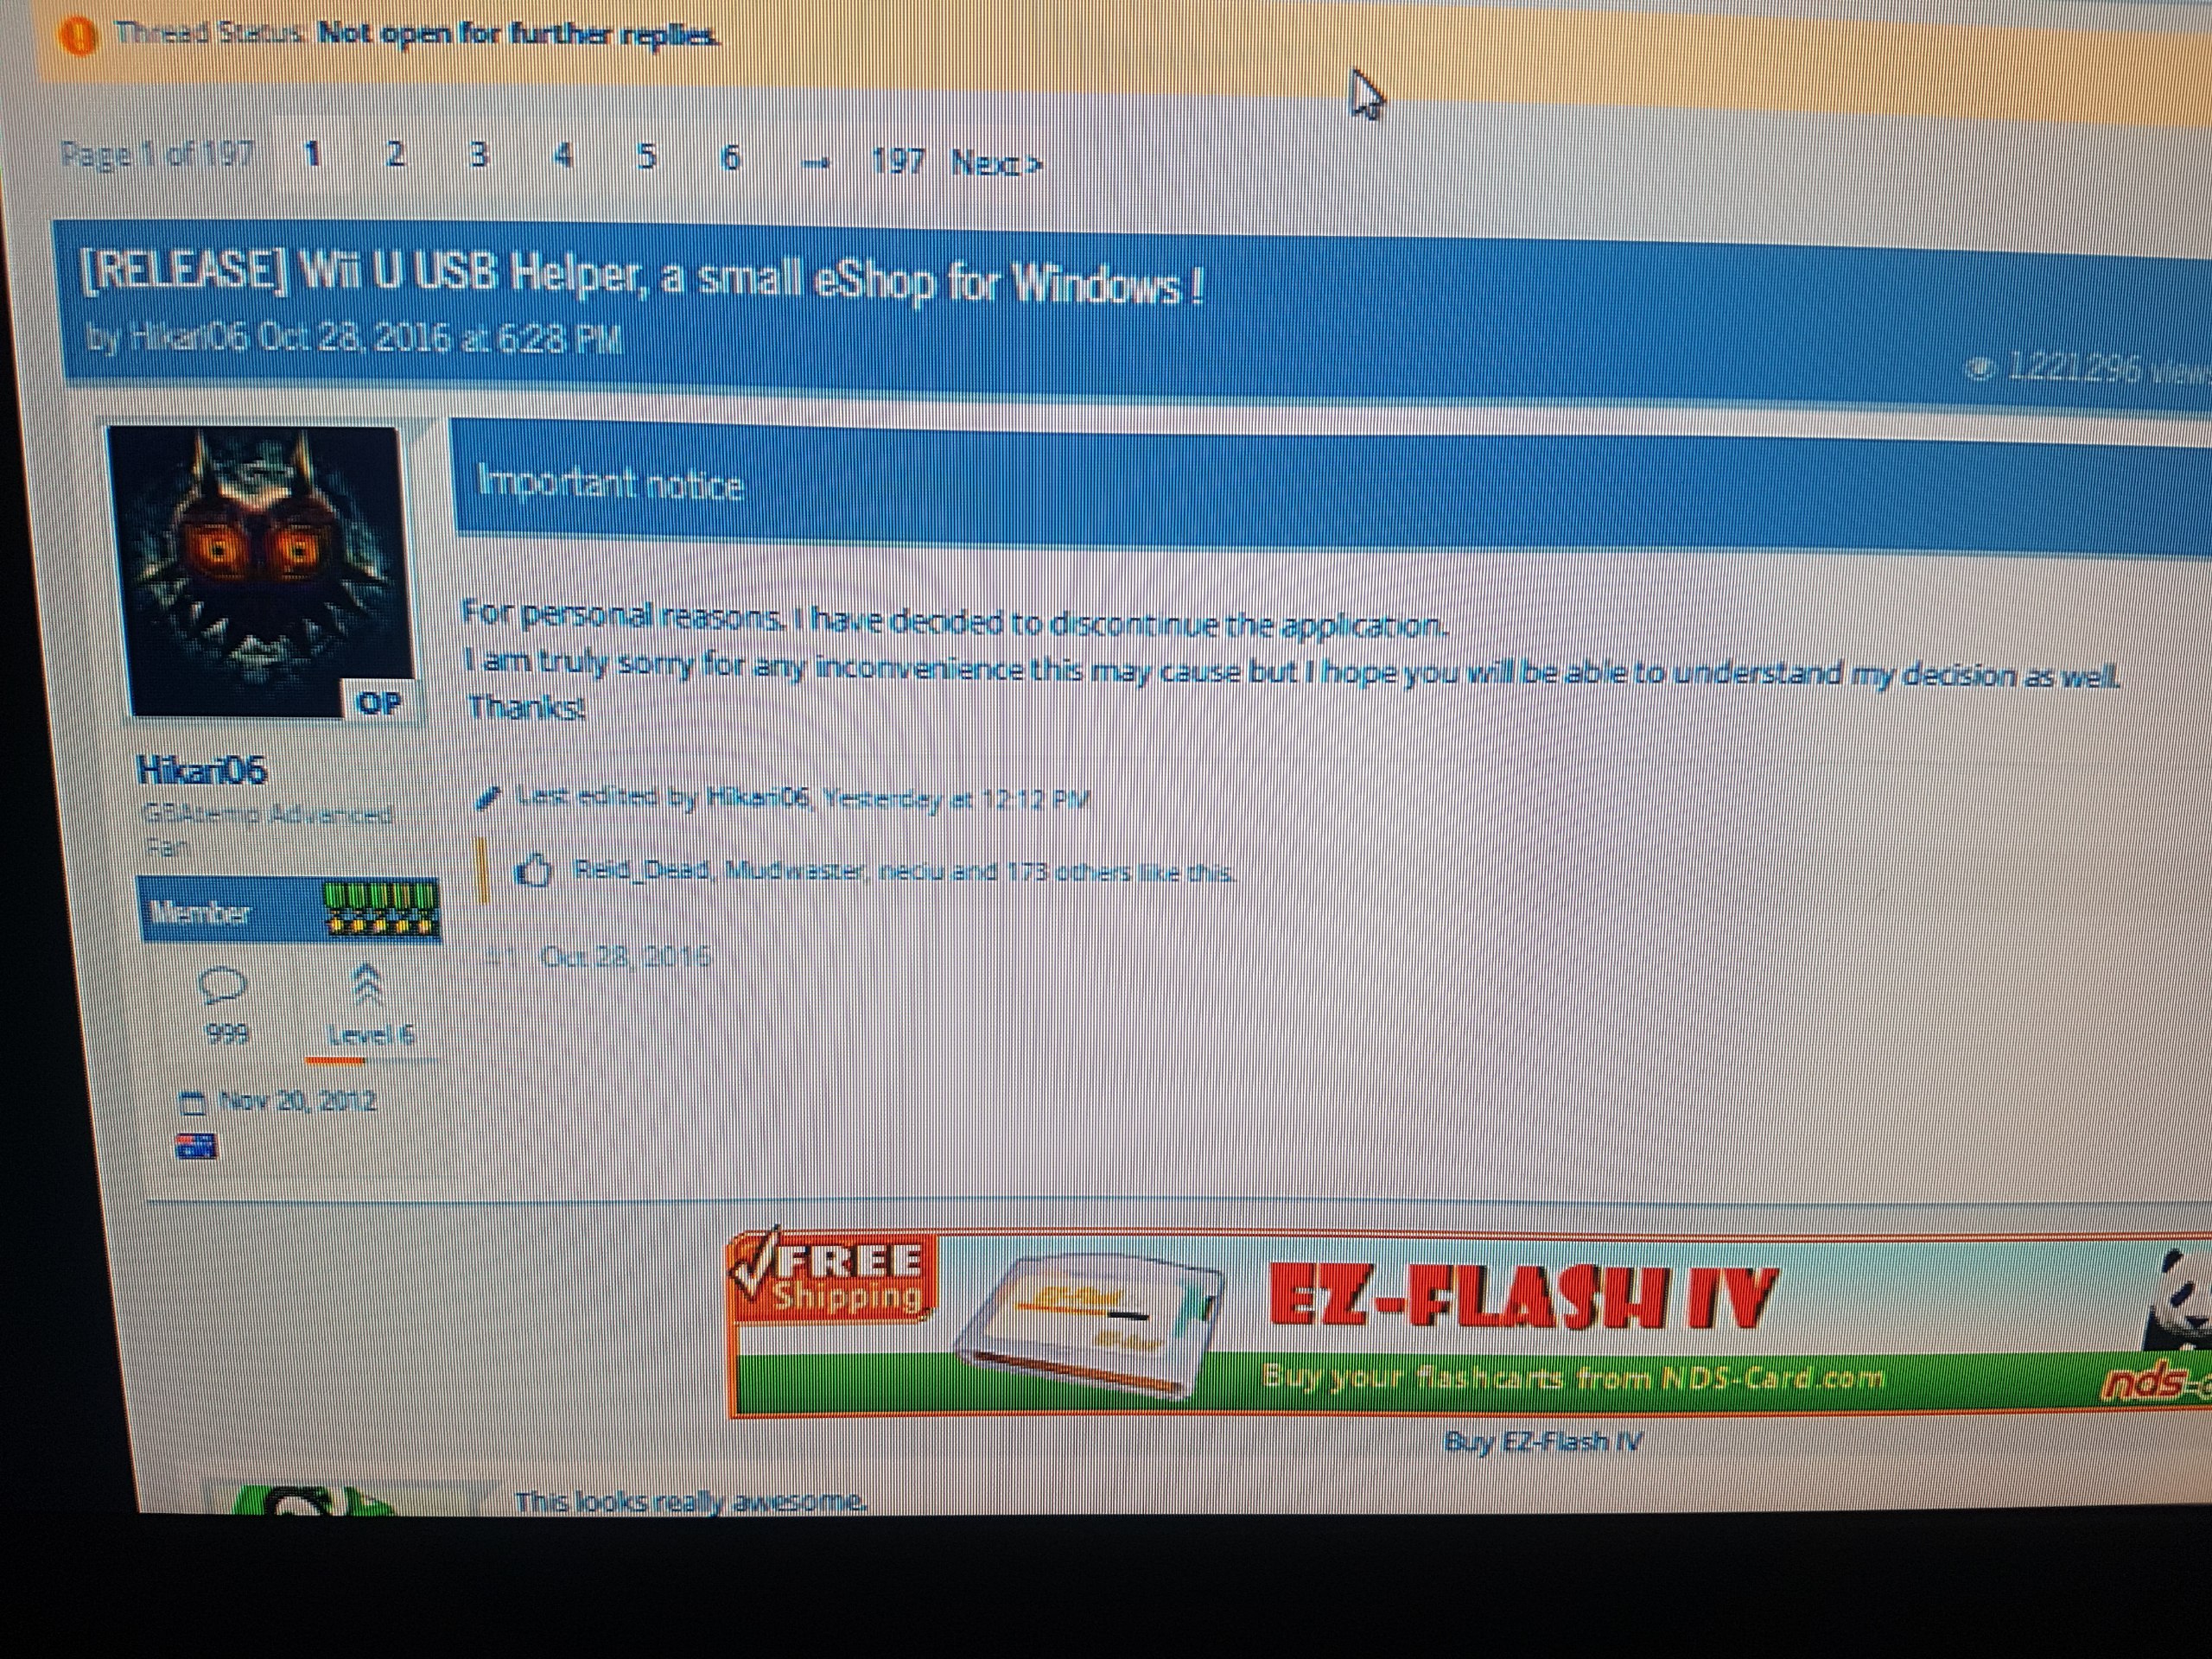 Thread Status: Not open for further replies.
Page 1 of 197 1 2 3 4 5 6 → 197 Next >
[RELEASE] Wii U USB Helper, a small eShop for Windows !
by Hikari06 Oct 28, 2016 at 6:28 PM
1,221,296 views
Important notice
For personal reasons, I have decided to discontinue the application.
I am truly sorry for any inconvenience this may cause but I hope you will be able to understand my decision as well.
Thanks!
OP
Hikari06
GBAtemp Advanced
Fan
Last edited by Hikari06, Yesterday at 12:12 PM
Reid_Dead, Mudwaster, neciu and 173 others like this.
Member
#1 Oct 28, 2016
999 Level 6
Nov 20, 2012
FREE
Shipping
EZ-FLASH IV
Buy your flashcarts from NDS-Card.com
nds-c
Buy EZ-Flash IV
This looks really awesome.